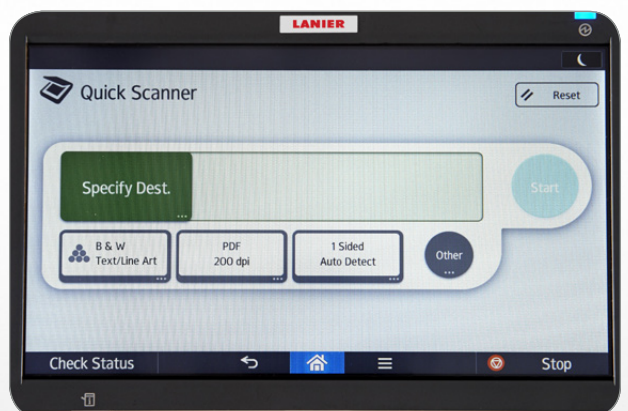 LANIER
Quick Scanner
Reset
Specify Dest.
Start
B & W
Text/Line Art
PDF
200 dpi
1 Sided
Auto Detect
Other
Check Status
Stop